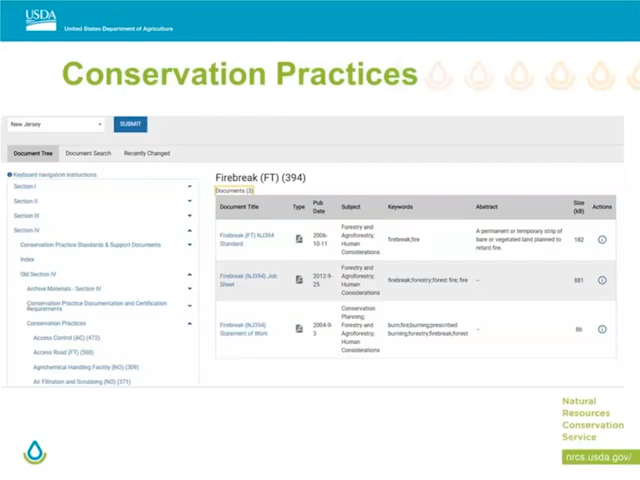 USDA
United States Department of Agriculture
Conservation Practices
New Jersey
SUBMIT
Document Tree
Document Search
Recently Changed
Keyboard navigation instructions
Section I
Section II
Section III
Section IV
Conservation Practice Standards & Support Documents
Index
Old Section IV
Archive Materials - Section IV
Conservation Practice Documentation and Certification
Requirements
Conservation Practices
Access Control (AC) (472)
Access Road (FT) (560)
Agrichemical Handling Facility (NO) (309)
Air Filtration and Scrubbing (NO) (371)
Firebreak (FT) (394)
Documents (3)
Document Title
Type
Pub
Date
Subject
Keywords
Abstract
Size
(kB)
Actions
Firebreak (FT) NJ394
Standard
2006-
10-11
Forestry and
Agroforestry;
Human
Considerations
firebreak;fire
A permanent or temporary strip of
bare or vegetated land planned to
retard fire.
182
Firebreak (NJ394) Job
Sheet
2012-9-
25
Forestry and
Agroforestry;
Human
Considerations
firebreak;forestry;forest fire; fire
--
881
Firebreak (NJ394)
Statement of Work
2004-9-
3
Conservation
Planning;
Forestry and
Agroforestry;
Human
Considerations
burn;fire;burning;prescribed
burning;forestry;firebreak;forest
--
86
Natural
Resources
Conservation
Service
nrcs.usda.gov/